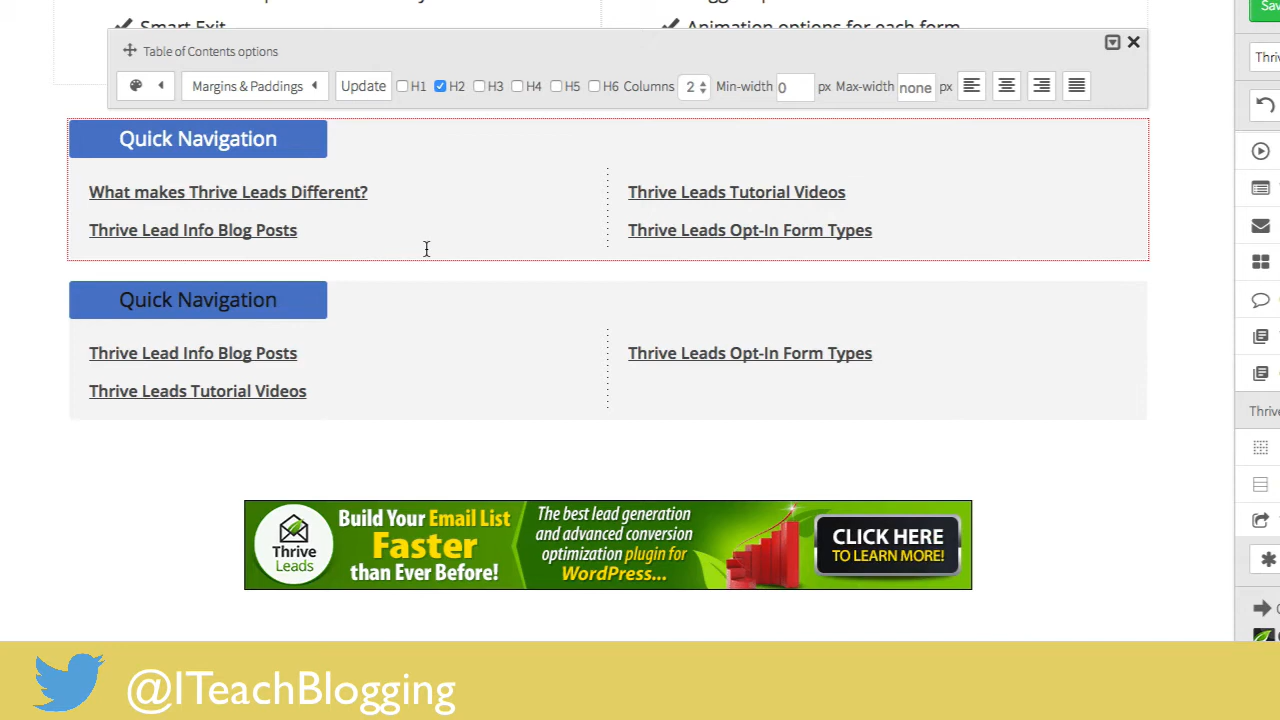 Smart Exit
Animation options for each form
Sav
Table of Contents options
Thriv
Margins & Paddings
Update
H1
H2
H3
H4
H5
H6
Columns
2
Min-width
0
px
Max-width
none
px
Quick Navigation
What makes Thrive Leads Different?
Thrive Leads Tutorial Videos
Thrive Lead Info Blog Posts
Thrive Leads Opt-In Form Types
Quick Navigation
Thrive Lead Info Blog Posts
Thrive Leads Opt-In Form Types
Thrive Leads Tutorial Videos
Thrive
Thrive
Leads
Build Your Email List
Faster
than Ever Before!
The best lead generation
and advanced conversion
optimization plugin for
WordPress...
CLICK HERE
TO LEARN MORE!
@ITeachBlogging